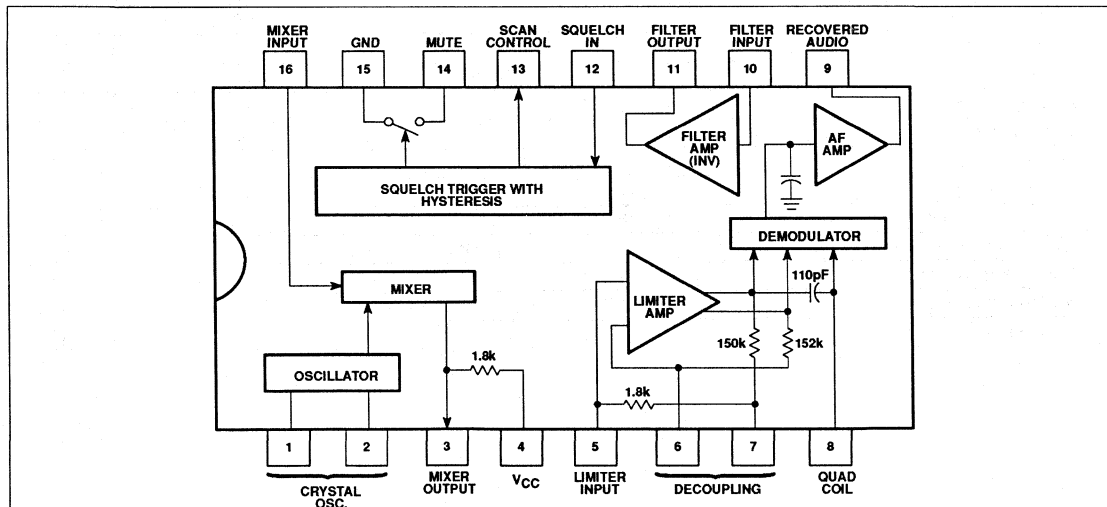 MIXER INPUT
GND
MUTE
SCAN CONTROL
SQUELCH IN
FILTER OUTPUT
FILTER INPUT
RECOVERED AUDIO
16
15
14
13
12
11
10
9
FILTER AMP (INV)
AF AMP
SQUELCH TRIGGER WITH HYSTERESIS
DEMODULATOR
110pF
MIXER
LIMITER AMP
150k
152k
1.8k
OSCILLATOR
1.8k
1
2
3
4
5
6
7
8
CRYSTAL OSC.
MIXER OUTPUT
VCC
LIMITER INPUT
DECOUPLING
QUAD COIL